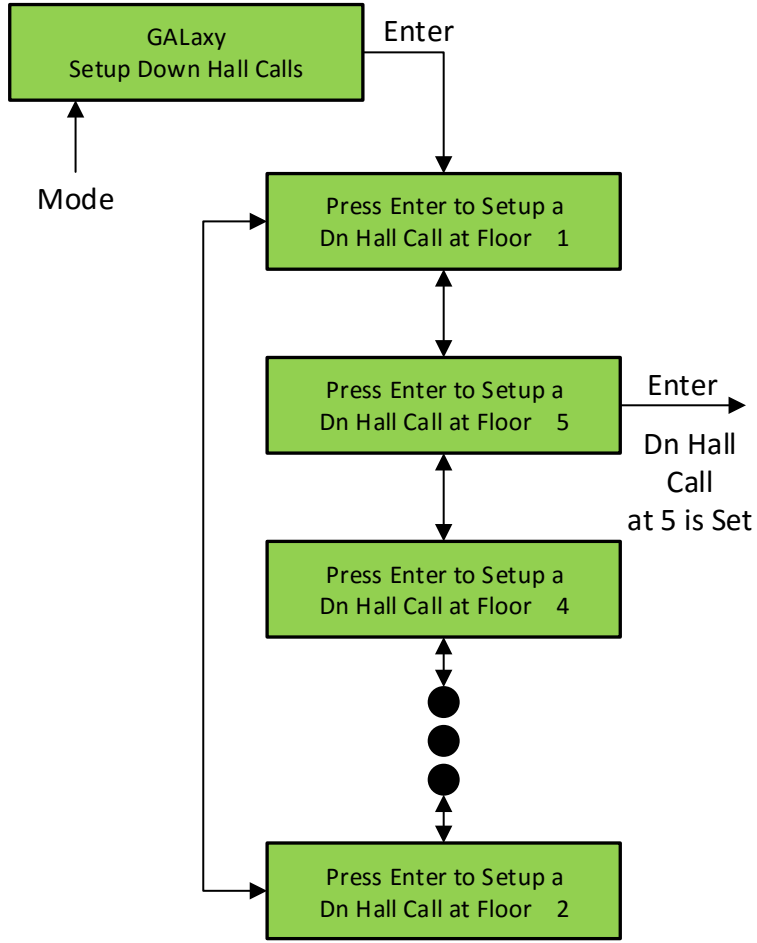 GALaxy
Setup Down Hall Calls
Enter
Mode
Press Enter to Setup a
Dn Hall Call at Floor 1
Press Enter to Setup a
Dn Hall Call at Floor 5
Enter
Dn Hall
Call
at 5 is Set
Press Enter to Setup a
Dn Hall Call at Floor 4
Press Enter to Setup a
Dn Hall Call at Floor 2